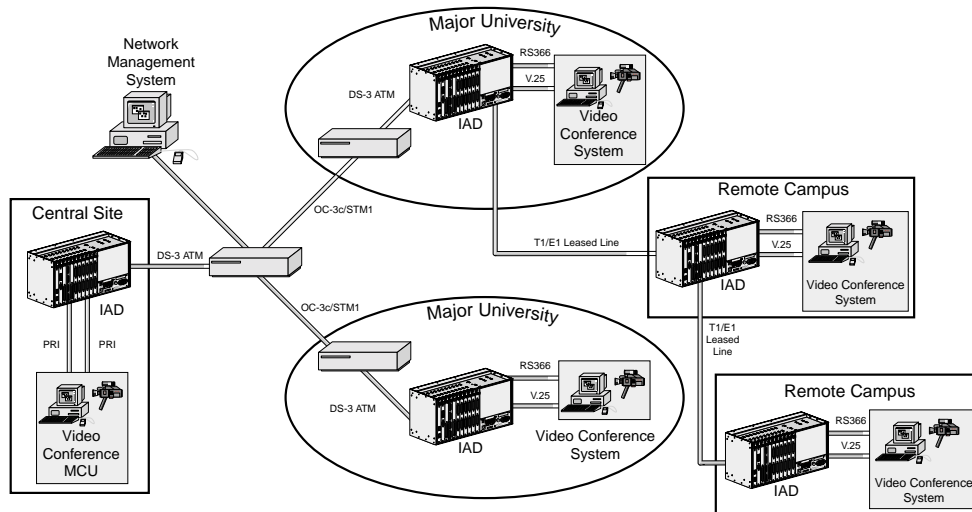 Network
Management
System
Major University
DS-3 ATM
IAD
RS366
V.25
Video
Conference
System
OC-3c/STM1
Central Site
IAD
DS-3 ATM
PRI
PRI
Video
Conference
MCU
T1/E1 Leased Line
Remote Campus
IAD
RS366
V.25
Video Conference
System
OC-3c/STM1
Major University
DS-3 ATM
IAD
RS366
V.25
Video Conference
System
T1/E1
Leased
Line
Remote Campus
IAD
RS366
V.25
Video Conference
System